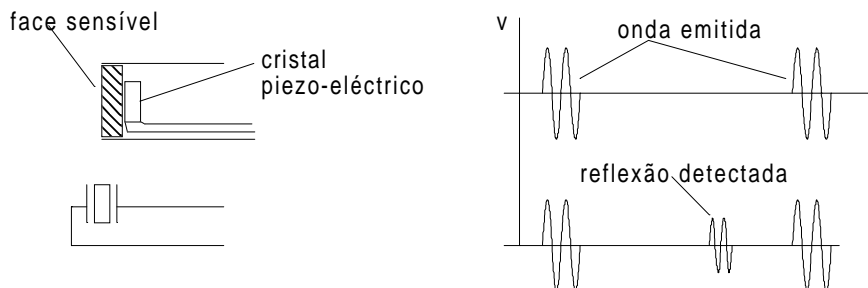 face sensível
cristal
piezo-eléctrico
v
onda emitida
reflexão detectada